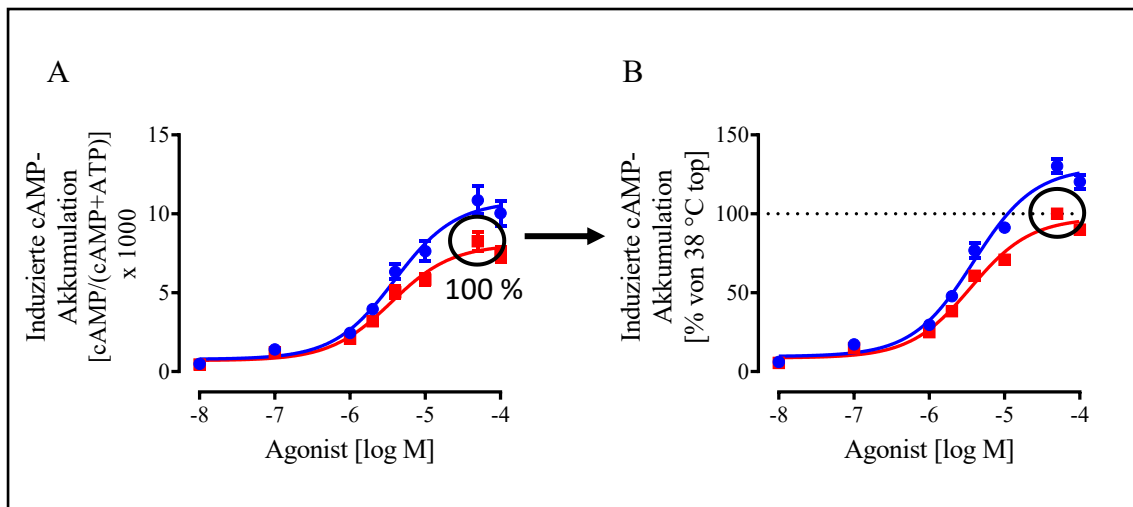 A
Induzierte cAMP-
Akkumulation
[cAMP/(cAMP+ATP)]
x 1000
15
10
5
0
100 %
-8
-7
-6
-5
-4
Agonist [log M]
B
Induzierte cAMP-
Akkumulation
[% von 38 °C top]
150
100
50
0
-8
-7
-6
-5
-4
Agonist [log M]